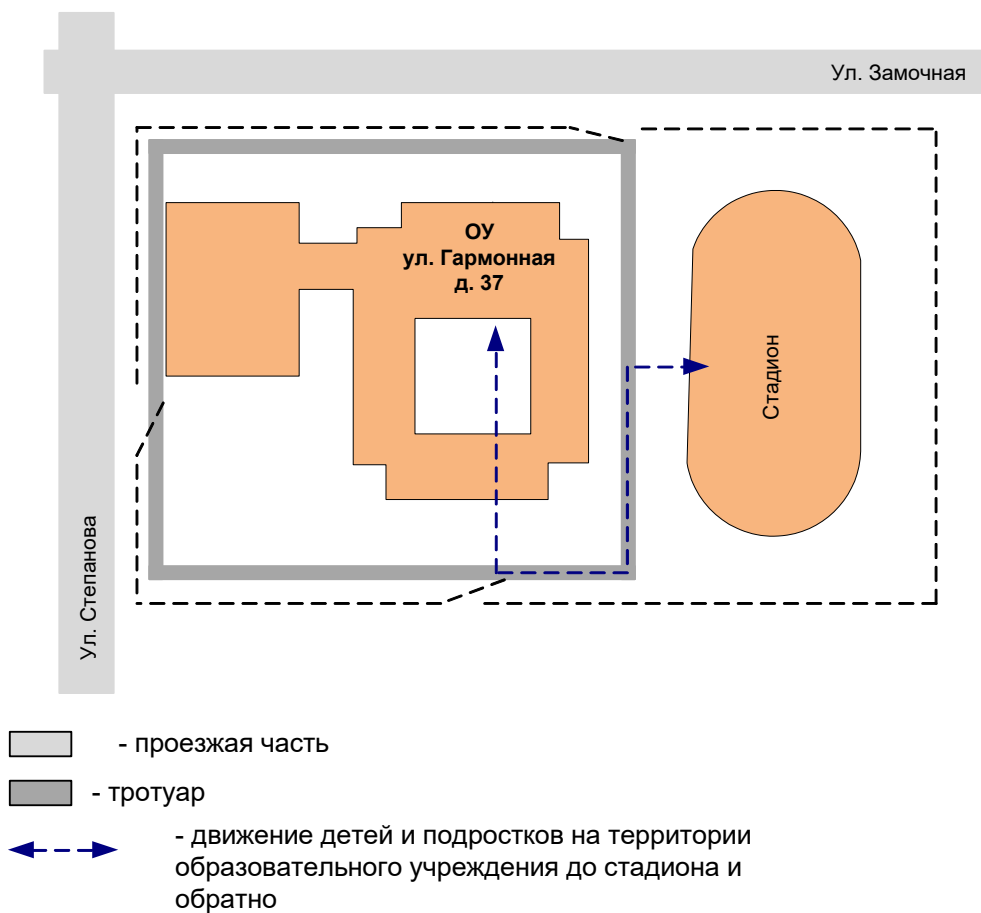 Ул. Замочная
ОУ
ул. Гармонная
д. 37
Стадион
Ул. Степанова
- проезжая часть
- тротуар
- движение детей и подростков на территории
образовательного учреждения до стадиона и
обратно